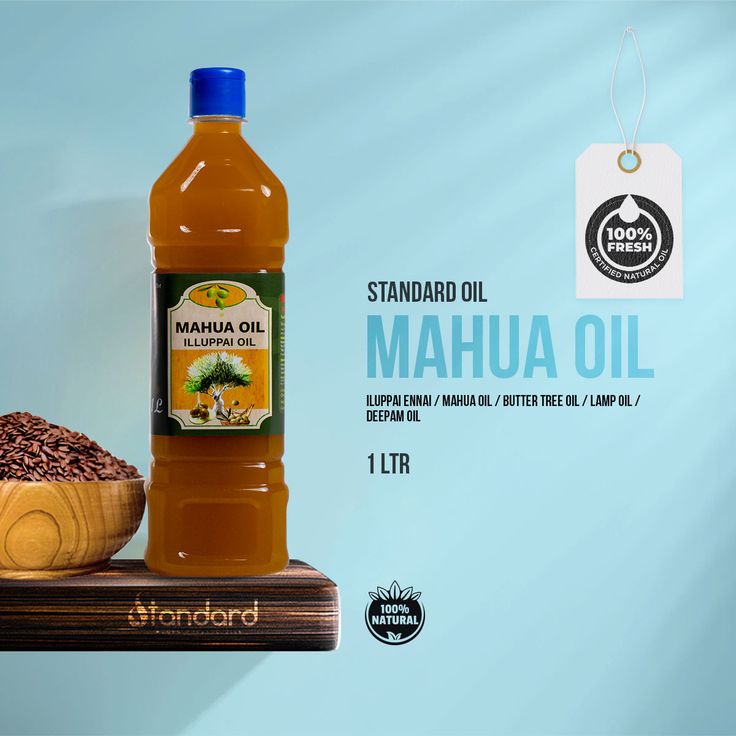 100%
FRESH
CERTIFIED NATURAL OIL
STANDARD OIL
MAHUA OIL
ILUPPAI ENNAI / MAHUA OIL / BUTTER TREE OIL / LAMP OIL /
DEEPAM OIL
1 LTR
MAHUA OIL
ILLUPPAI OIL
Standard
100%
NATURAL